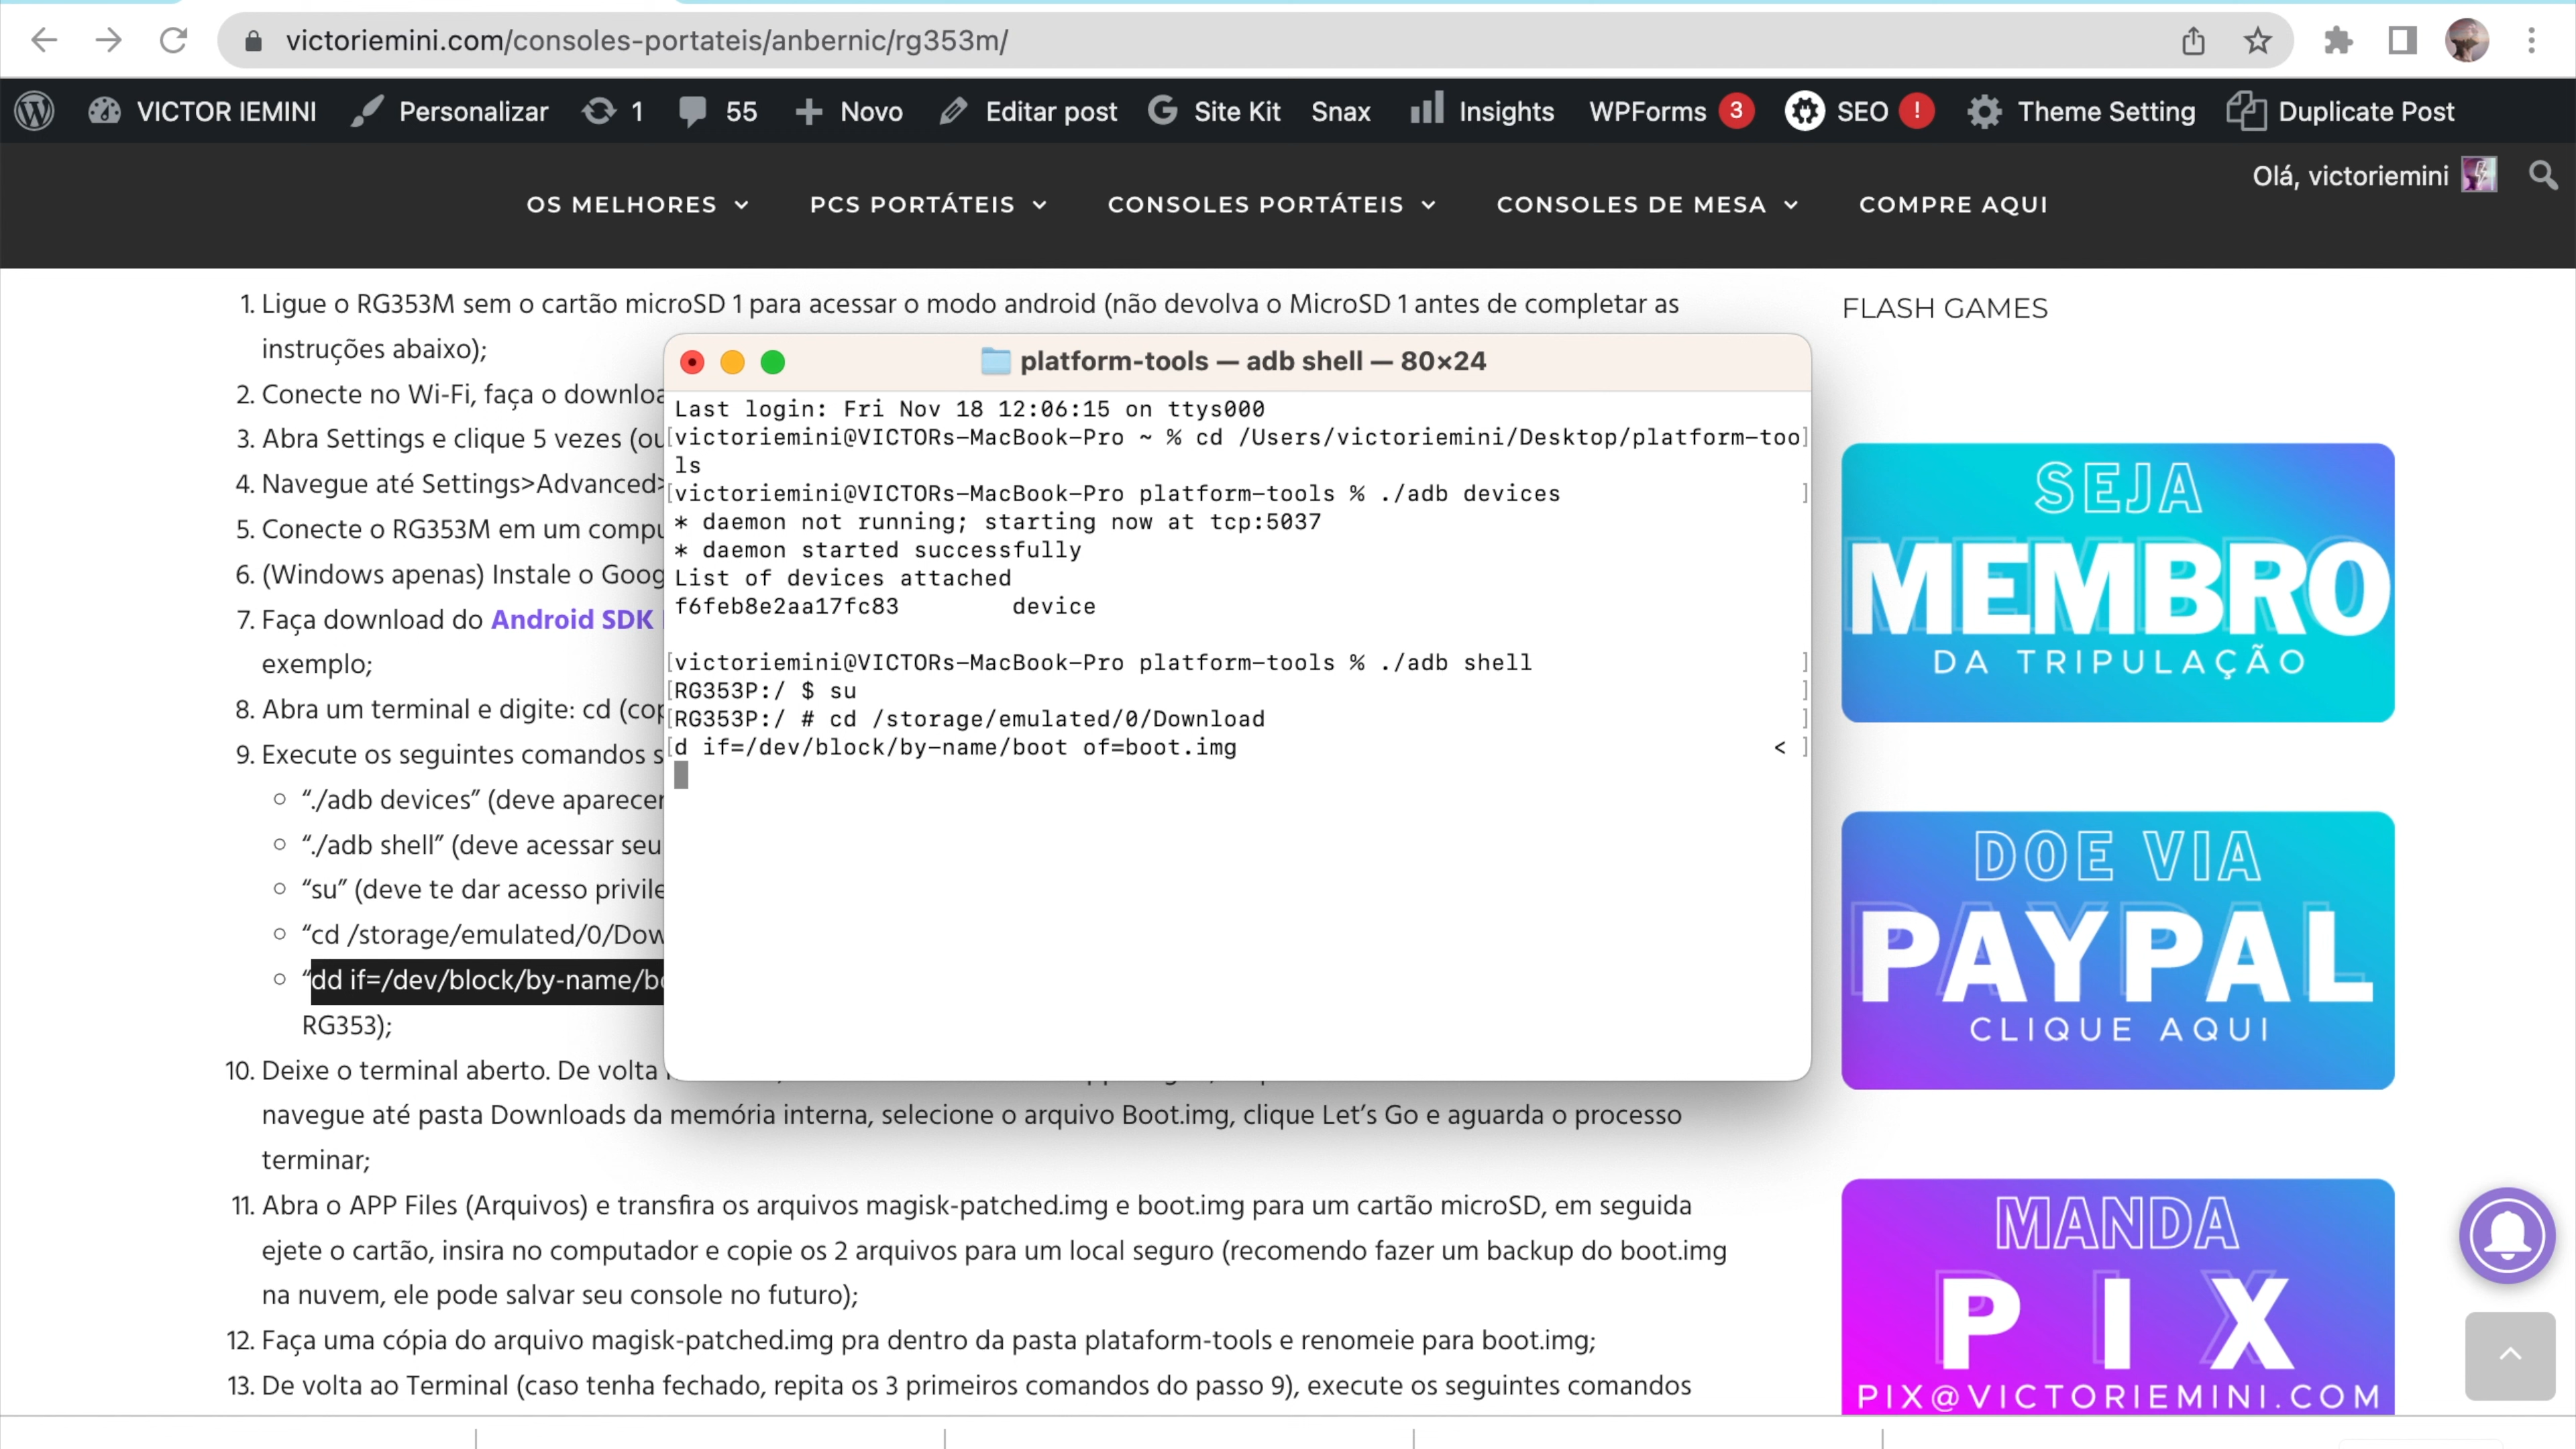 victoriemini.com/consoles-portateis/anbernic/rg353m/
VICTOR IEMINI Personalizar 1 55 Novo Editar post Site Kit Snax Insights WPForms 3 SEO ! Theme Setting Duplicate Post
Olá, victoriemini
OS MELHORES PCS PORTÁTEIS CONSOLES PORTÁTEIS CONSOLES DE MESA COMPRE AQUI
1. Ligue o RG353M sem o cartão microSD 1 para acessar o modo android (não devolva o MicroSD 1 antes de completar as
instruções abaixo);
2. Conecte no Wi-Fi, faça o downloa
3. Abra Settings e clique 5 vezes (ou
4. Navegue até Settings>Advanced>
5. Conecte o RG353M em um compu
6. (Windows apenas) Instale o Goog
7. Faça download do Android SDK
exemplo;
8. Abra um terminal e digite: cd (cop
9. Execute os seguintes comandos s
“./adb devices” (deve aparecer
“./adb shell” (deve acessar seu
“su” (deve te dar acesso privile
“cd /storage/emulated/0/Dow
“dd if=/dev/block/by-name/bo
RG353);
10. Deixe o terminal aberto. De volta
navegue até pasta Downloads da memória interna, selecione o arquivo Boot.img, clique Let’s Go e aguarda o processo
terminar;
11. Abra o APP Files (Arquivos) e transfira os arquivos magisk-patched.img e boot.img para um cartão microSD, em seguida
ejete o cartão, insira no computador e copie os 2 arquivos para um local seguro (recomendo fazer um backup do boot.img
na nuvem, ele pode salvar seu console no futuro);
12. Faça uma cópia do arquivo magisk-patched.img pra dentro da pasta plataform-tools e renomeie para boot.img;
13. De volta ao Terminal (caso tenha fechado, repita os 3 primeiros comandos do passo 9), execute os seguintes comandos
platform-tools — adb shell — 80×24
Last login: Fri Nov 18 12:06:15 on ttys000
[victoriemini@VICTORs-MacBook-Pro ~ % cd /Users/victoriemini/Desktop/platform-too]
ls
[victoriemini@VICTORs-MacBook-Pro platform-tools % ./adb devices ]
* daemon not running; starting now at tcp:5037
* daemon started successfully
List of devices attached
f6feb8e2aa17fc83 device
[victoriemini@VICTORs-MacBook-Pro platform-tools % ./adb shell ]
[RG353P:/ $ su ]
[RG353P:/ # cd /storage/emulated/0/Download ]
[d if=/dev/block/by-name/boot of=boot.img < ]
FLASH GAMES
SEJA
MEMBRO
DA TRIPULAÇÃO
DOE VIA
PAYPAL
CLIQUE AQUI
MANDA
PIX
PIX@VICTORIEMINI.COM